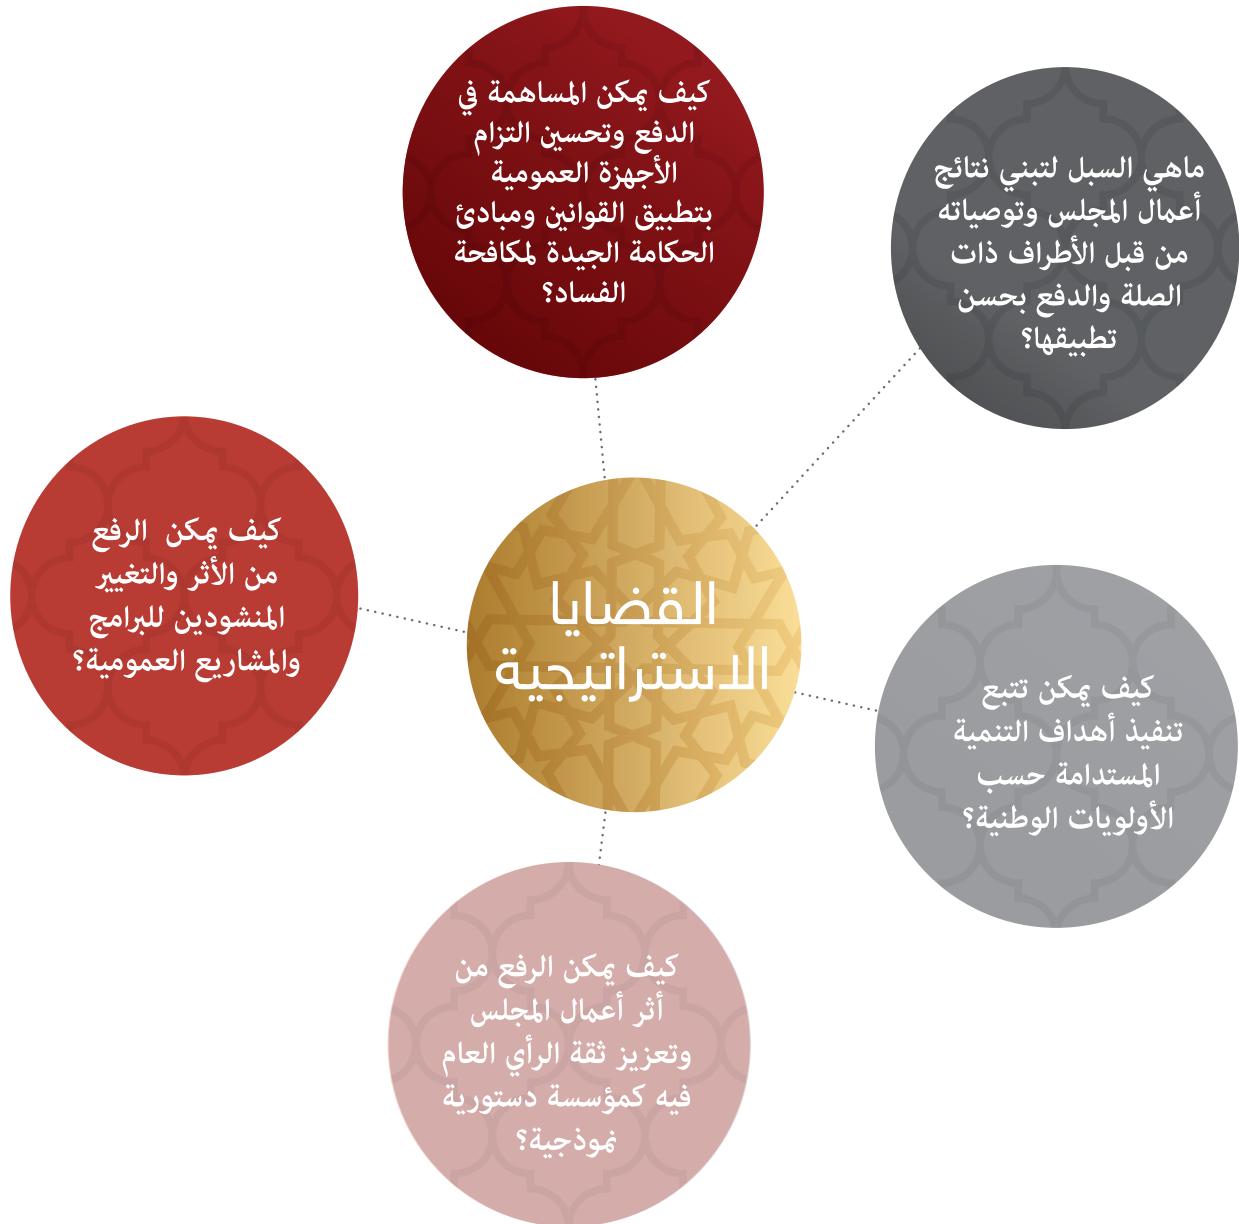 كيف يمكن المساهمة في
الدفع وتحسين التزام
الأجهزة العمومية
بتطبيق القوانين ومبادئ
الحكامة الجيدة لمكافحة
الفساد؟
ماهي السبل لتبني نتائج
أعمال المجلس وتوصياته
من قبل الأطراف ذات
الصلة والدفع بحسن
تطبيقها؟
كيف يمكن الرفع
من الأثر والتغيير
المنشودين للبرامج
والمشاريع العمومية؟
القضايا
الاستراتيجية
كيف يمكن تتبع
تنفيذ أهداف التنمية
المستدامة حسب
الأولويات الوطنية؟
كيف يمكن الرفع من
أثر أعمال المجلس
وتعزيز ثقة الرأي العام
فيه كمؤسسة دستورية
نموذجية؟